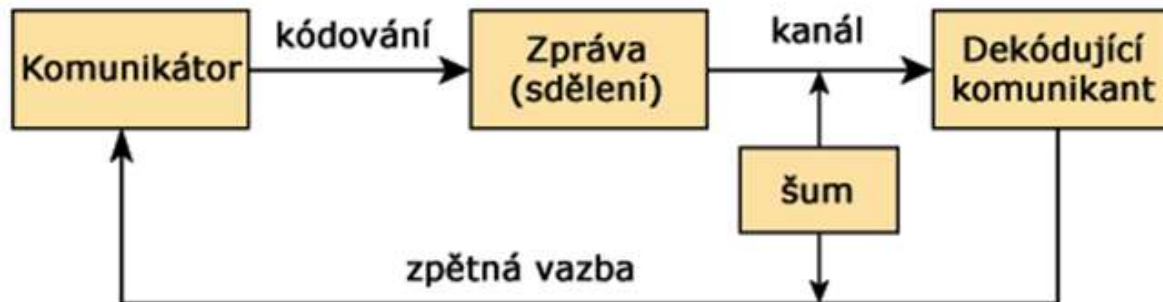 Komunikátor
kódování
Zpráva
(sdělení)
kanál
Dekódující
komunikant
šum
zpětná vazba